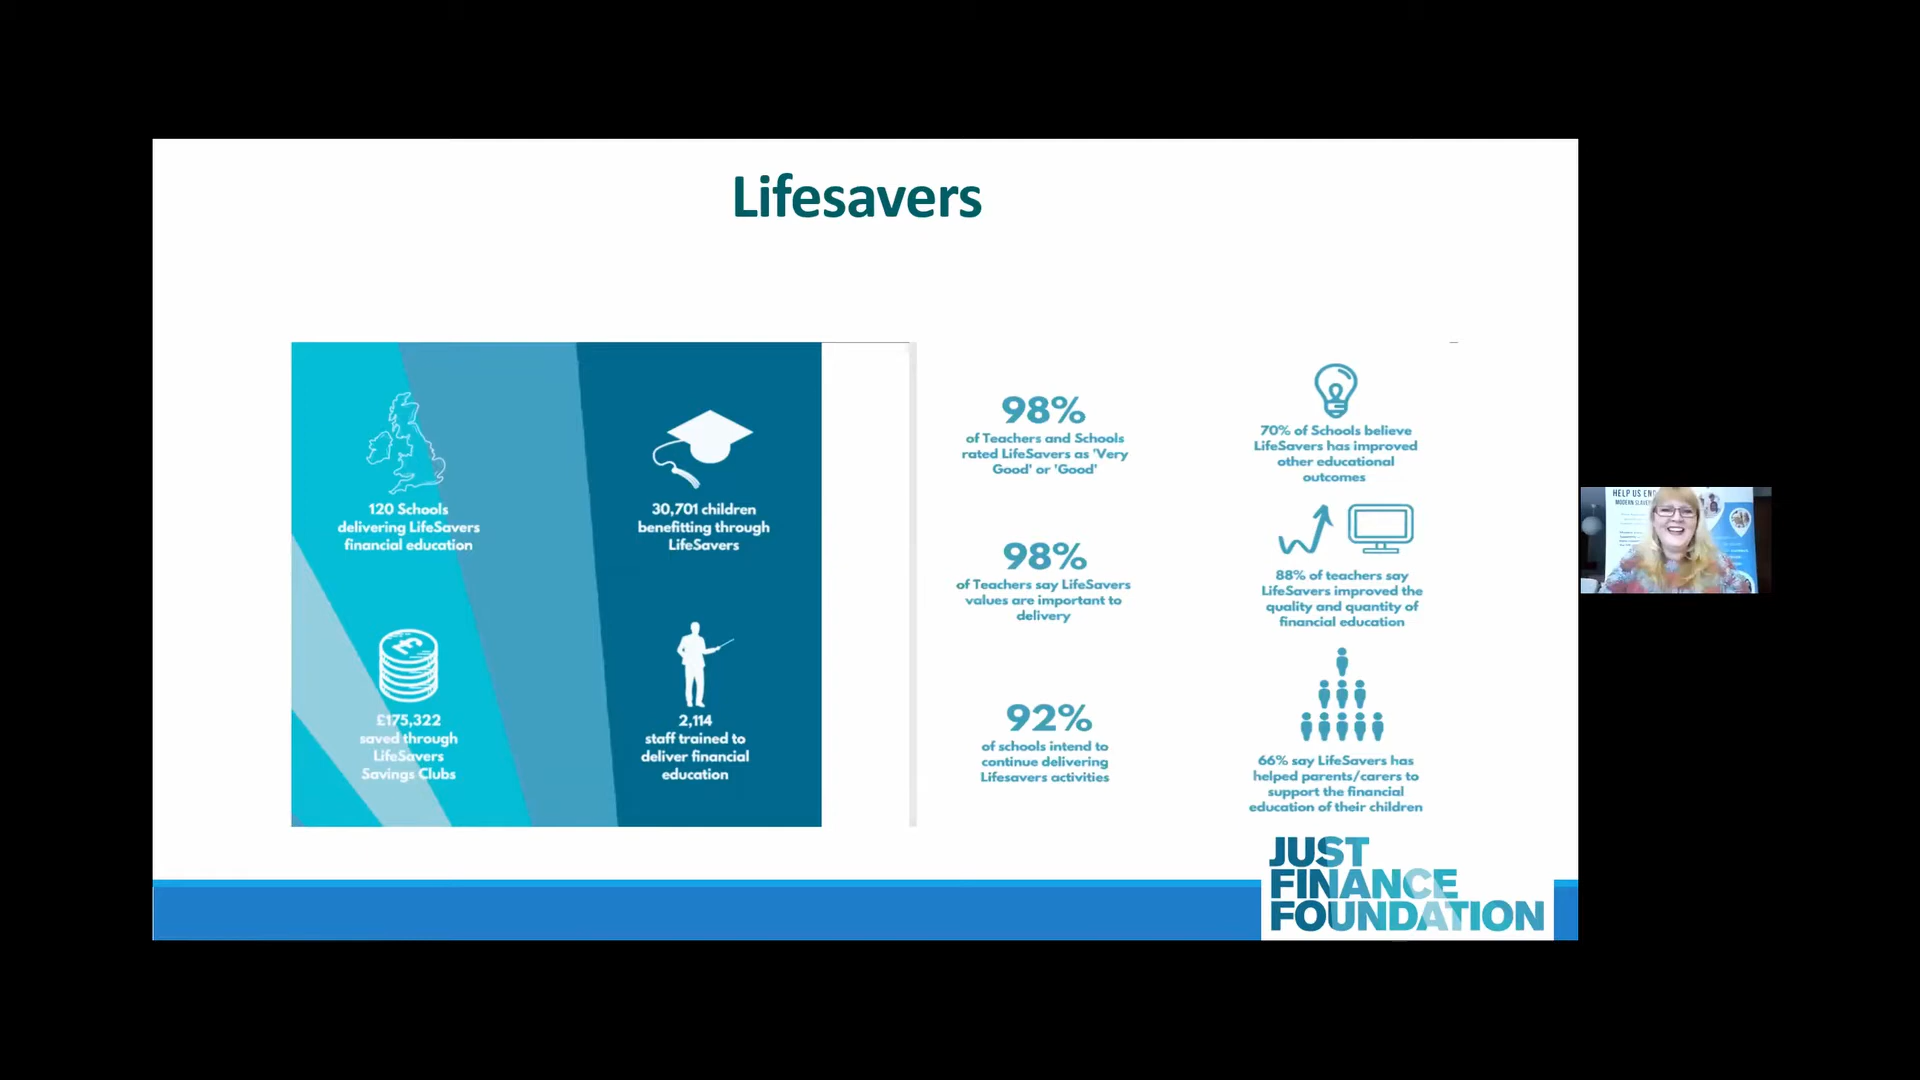 Lifesavers
120 Schools
delivering LifeSavers
financial education
30,701 children
benefitting through
LifeSavers
£175,322
saved through
LifeSavers
Savings Clubs
2,114
staff trained to
deliver financial
education
98%
of Teachers and Schools
rated LifeSavers as 'Very
Good' or 'Good'
98%
of Teachers say LifeSavers
values are important to
delivery
92%
of schools intend to
continue delivering
Lifesavers activities
70% of Schools believe
LifeSavers has improved
other educational
outcomes
88% of teachers say
LifeSavers improved the
quality and quantity of
financial education
66% say LifeSavers has
helped parents/carers to
support the financial
education of their children
JUST
FINANCE
FOUNDATION
HELP US
MODERN